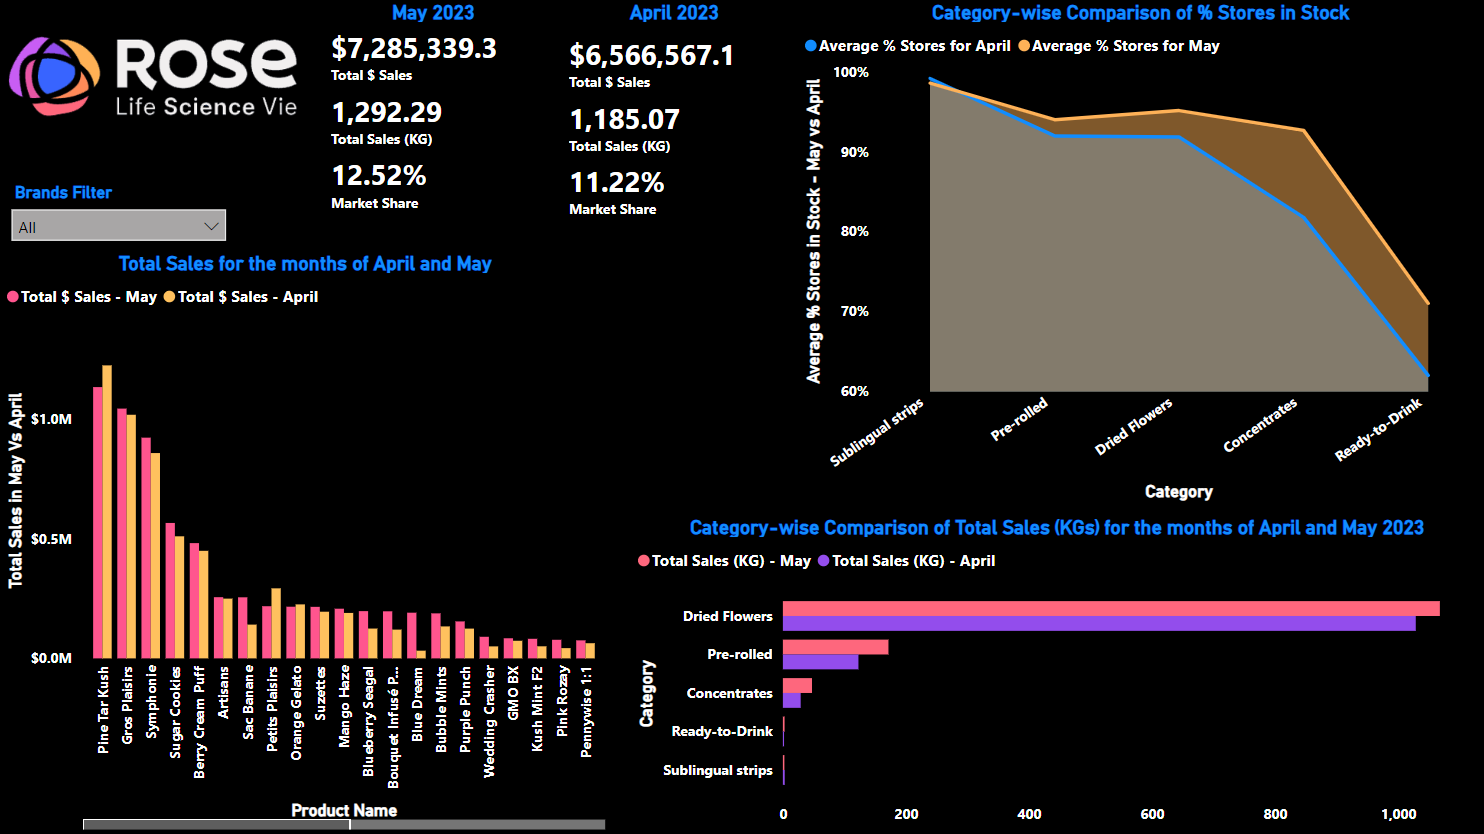 ROSE
Life Science Vie
May 2023
$7,285,339.3
Total $ Sales
1,292.29
Total Sales (KG)
12.52%
Market Share
April 2023
$6,566,567.1
Total $ Sales
1,185.07
Total Sales (KG)
11.22%
Market Share
Brands Filter
All
Total Sales for the months of April and May
Total $ Sales - May
Total $ Sales - April
Total Sales in May Vs April
$1.0M
$0.5M
$0.0M
Pine Tar Kush
Gros Plaisirs
Symphonie
Sugar Cookies
Berry Cream Puff
Artisans
Sac Banane
Petits Plaisirs
Orange Gelato
Suzettes
Mango Haze
Blueberry Seagal
Bouquet Infusé P...
Blue Dream
Bubble Mints
Purple Punch
Wedding Crasher
GMO BX
Kush Mint F2
Pink Rozay
Pennywise 1:1
Product Name
Category-wise Comparison of % Stores in Stock
Average % Stores for April
Average % Stores for May
Average % Stores in Stock - May vs April
100%
90%
80%
70%
60%
Sublingual strips
Pre-rolled
Dried Flowers
Concentrates
Ready-to-Drink
Category
Category-wise Comparison of Total Sales (KGs) for the months of April and May 2023
Total Sales (KG) - May
Total Sales (KG) - April
Category
Dried Flowers
Pre-rolled
Concentrates
Ready-to-Drink
Sublingual strips
0
200
400
600
800
1,000